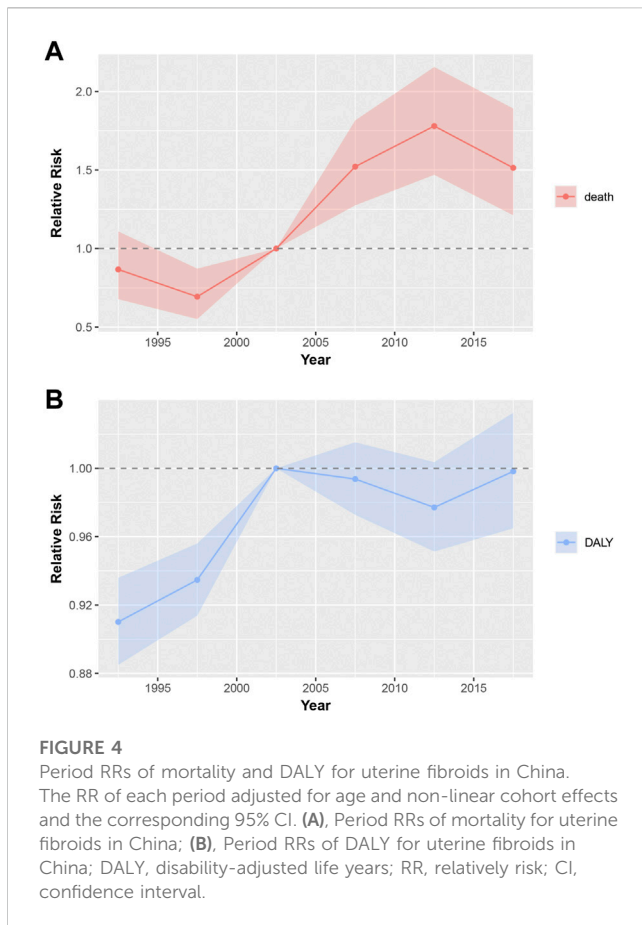 A
2.0
1.5
1.0
0.5
Relative Risk
1995 2000 2005 2010 2015
Year
death
B
1.00
0.96
0.92
0.88
Relative Risk
1995 2000 2005 2010 2015
Year
DALY
FIGURE 4
Period RRs of mortality and DALY for uterine fibroids in China.
The RR of each period adjusted for age and non-linear cohort effects
and the corresponding 95% CI. (A), Period RRs of mortality for uterine
fibroids in China; (B), Period RRs of DALY for uterine fibroids in
China; DALY, disability-adjusted life years; RR, relatively risk; CI,
confidence interval.